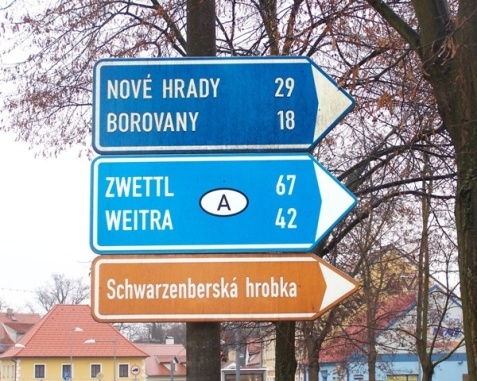 NOVÉ HRADY 29
BOROVANY 18
ZWETTL 67
A
WEITRA 42
Schwarzenberská hrobka